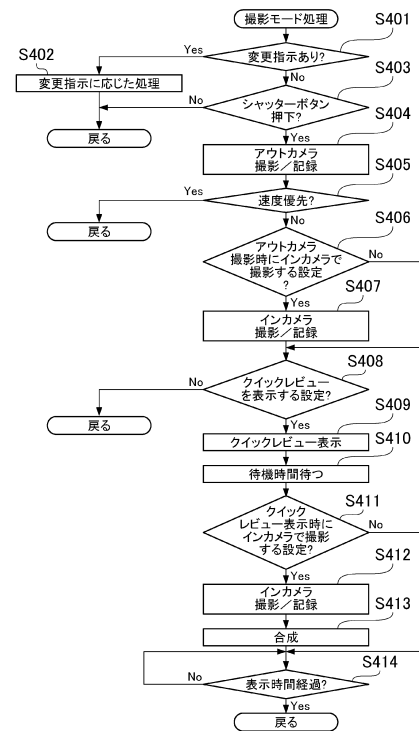 撮影モード処理
S401
変更指示あり?
Yes
No
S402
変更指示に応じた処理
戻る
S403
シャッターボタン
押下?
No
Yes
S404
アウトカメラ
撮影/記録
S405
速度優先?
Yes
戻る
No
S406
アウトカメラ
撮影時にインカメラで
撮影する設定
?
No
Yes
S407
インカメラ
撮影/記録
S408
クイックレビュー
を表示する設定?
No
戻る
Yes
S409
クイックレビュー表示
S410
待機時間待つ
S411
クイック
レビュー表示時に
インカメラで撮影
する設定?
No
Yes
S412
インカメラ
撮影/記録
S413
合成
S414
表示時間経過?
No
Yes
戻る